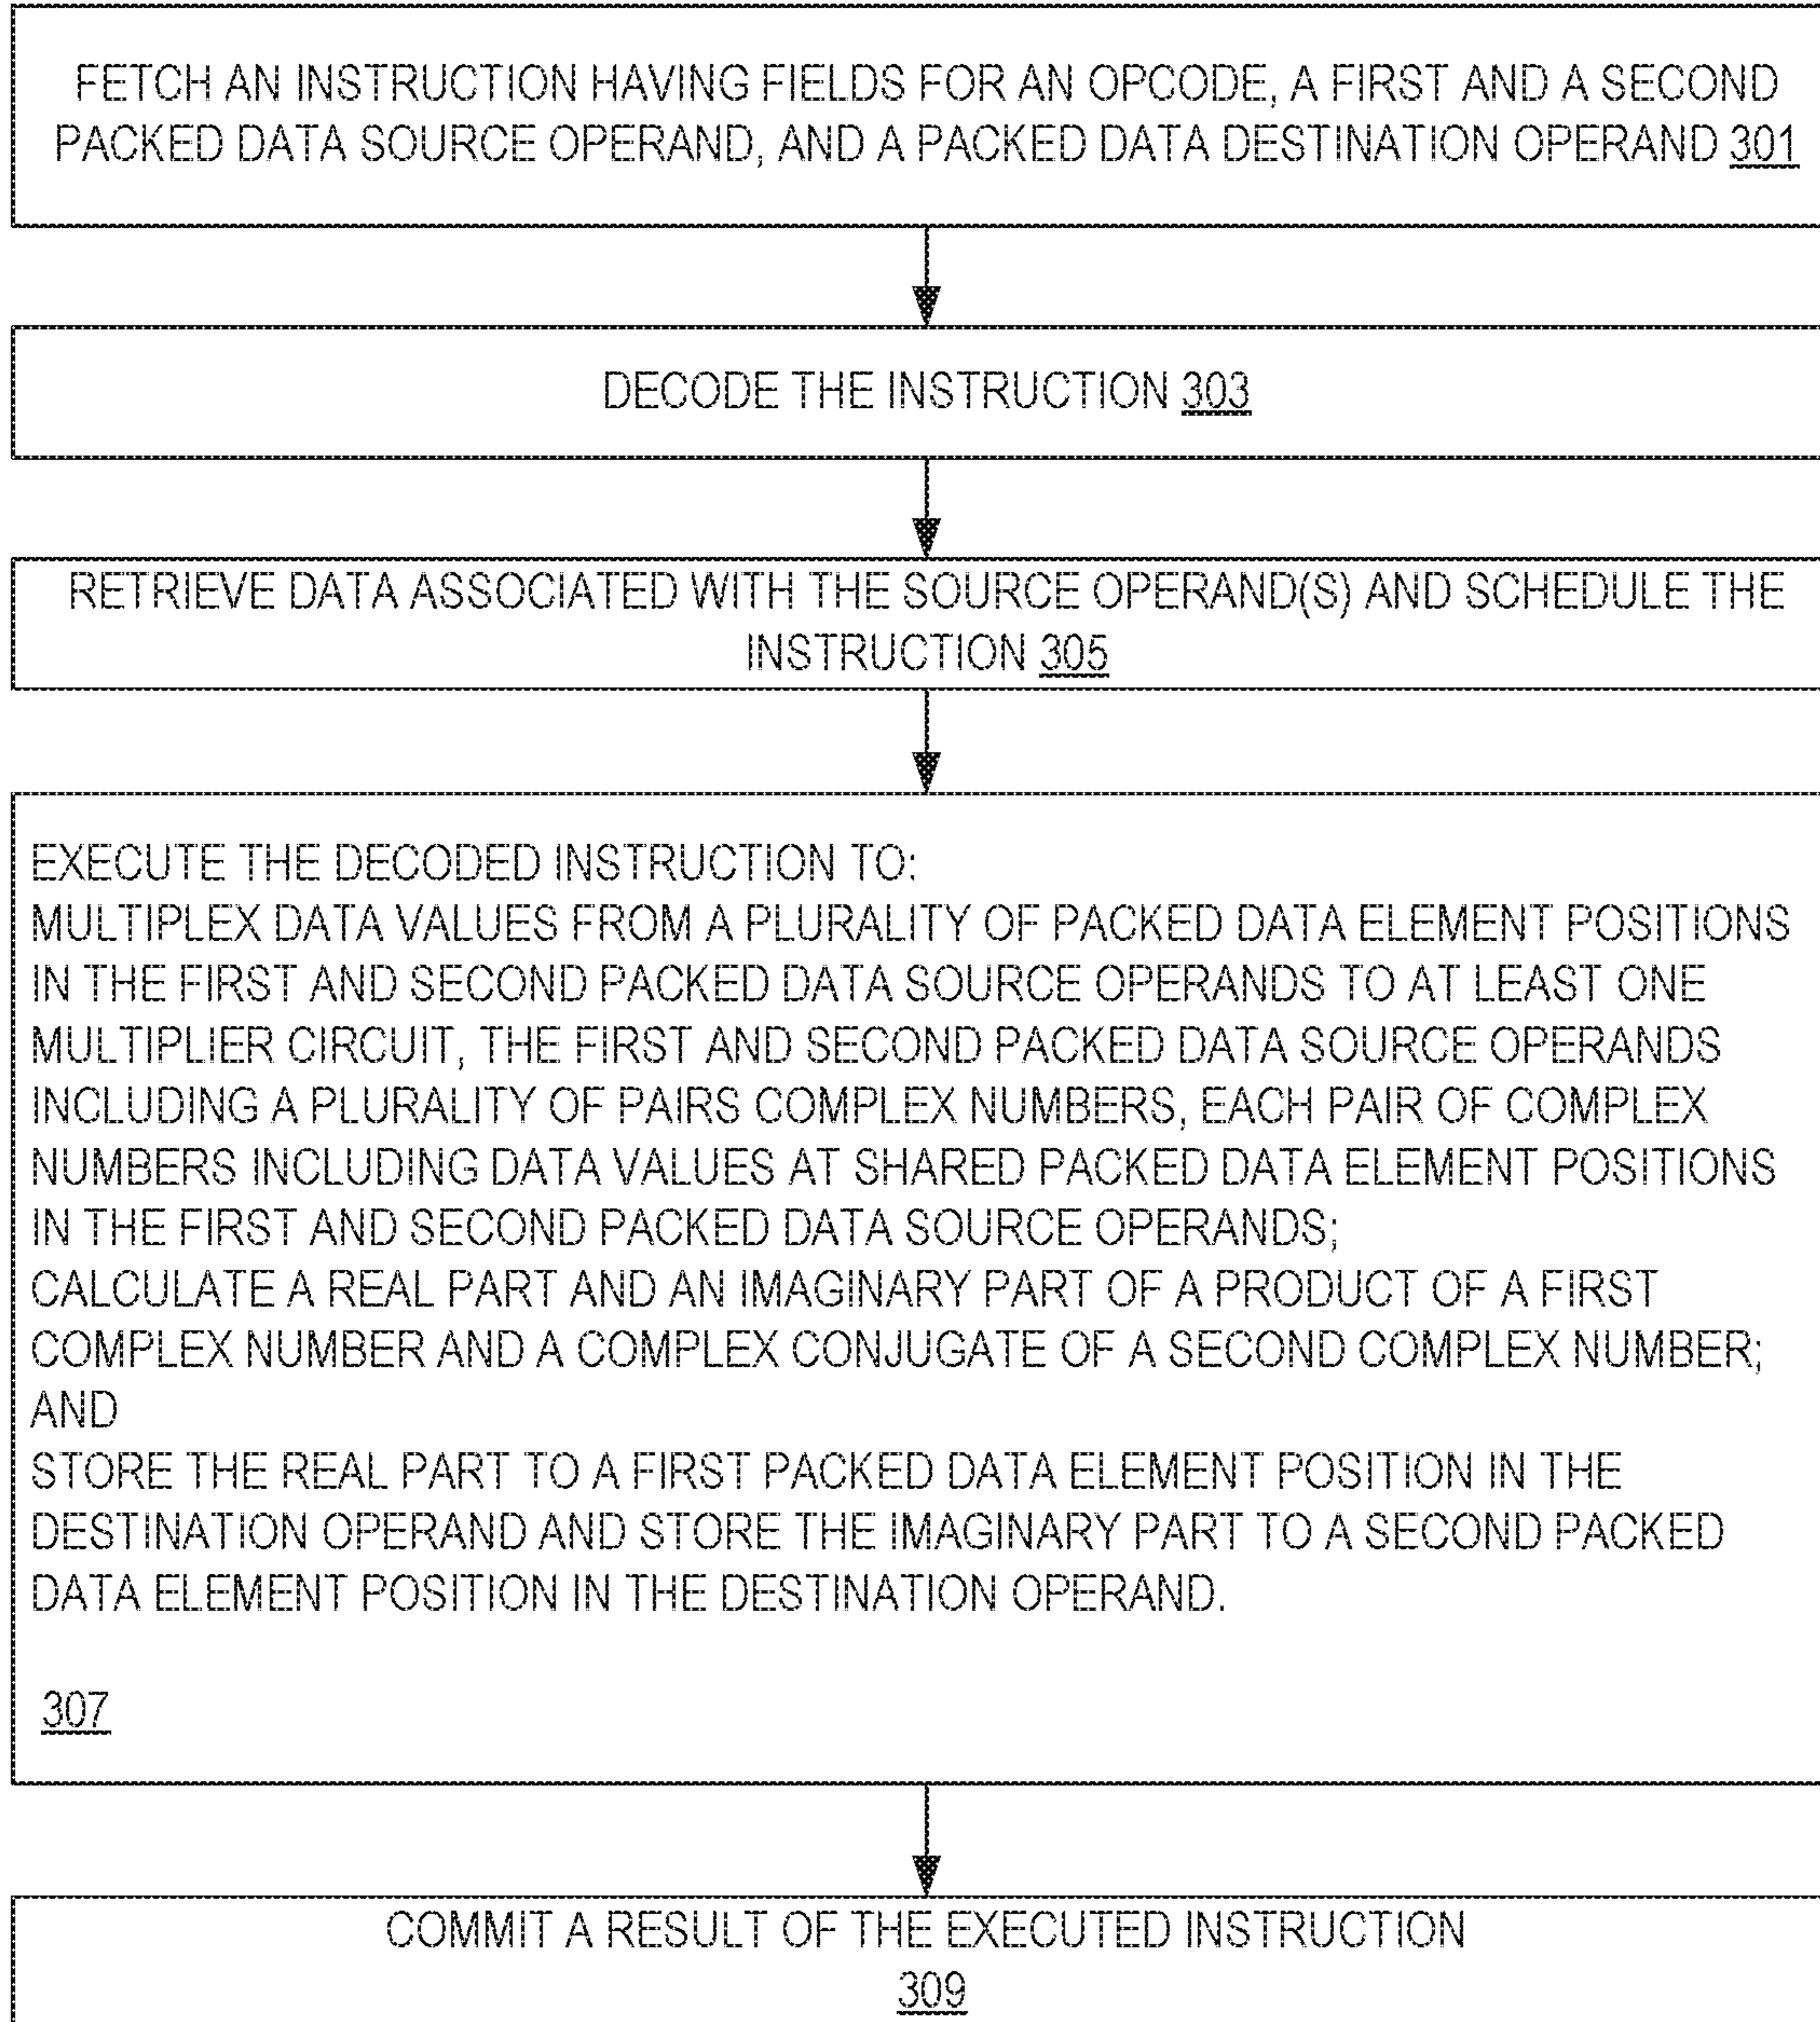 FETCH AN INSTRUCTION HAVING FIELDS FOR AN OPCODE, A FIRST AND A SECOND
PACKED DATA SOURCE OPERAND, AND A PACKED DATA DESTINATION OPERAND 301
DECODE THE INSTRUCTION 303
RETRIEVE DATA ASSOCIATED WITH THE SOURCE OPERAND(S) AND SCHEDULE THE
INSTRUCTION 305
EXECUTE THE DECODED INSTRUCTION TO:
MULTIPLEX DATA VALUES FROM A PLURALITY OF PACKED DATA ELEMENT POSITIONS
IN THE FIRST AND SECOND PACKED DATA SOURCE OPERANDS TO AT LEAST ONE
MULTIPLIER CIRCUIT, THE FIRST AND SECOND PACKED DATA SOURCE OPERANDS
INCLUDING A PLURALITY OF PAIRS COMPLEX NUMBERS, EACH PAIR OF COMPLEX
NUMBERS INCLUDING DATA VALUES AT SHARED PACKED DATA ELEMENT POSITIONS
IN THE FIRST AND SECOND PACKED DATA SOURCE OPERANDS;
CALCULATE A REAL PART AND AN IMAGINARY PART OF A PRODUCT OF A FIRST
COMPLEX NUMBER AND A COMPLEX CONJUGATE OF A SECOND COMPLEX NUMBER;
AND
STORE THE REAL PART TO A FIRST PACKED DATA ELEMENT POSITION IN THE
DESTINATION OPERAND AND STORE THE IMAGINARY PART TO A SECOND PACKED
DATA ELEMENT POSITION IN THE DESTINATION OPERAND.
307
COMMIT A RESULT OF THE EXECUTED INSTRUCTION
309